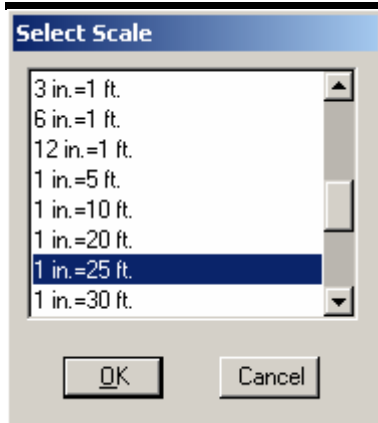 Select Scale
3 in.=1 ft.
6 in.=1 ft.
12 in.=1 ft.
1 in.=5 ft.
1 in.=10 ft.
1 in.=20 ft.
1 in.=25 ft.
1 in.=30 ft.
OK
Cancel